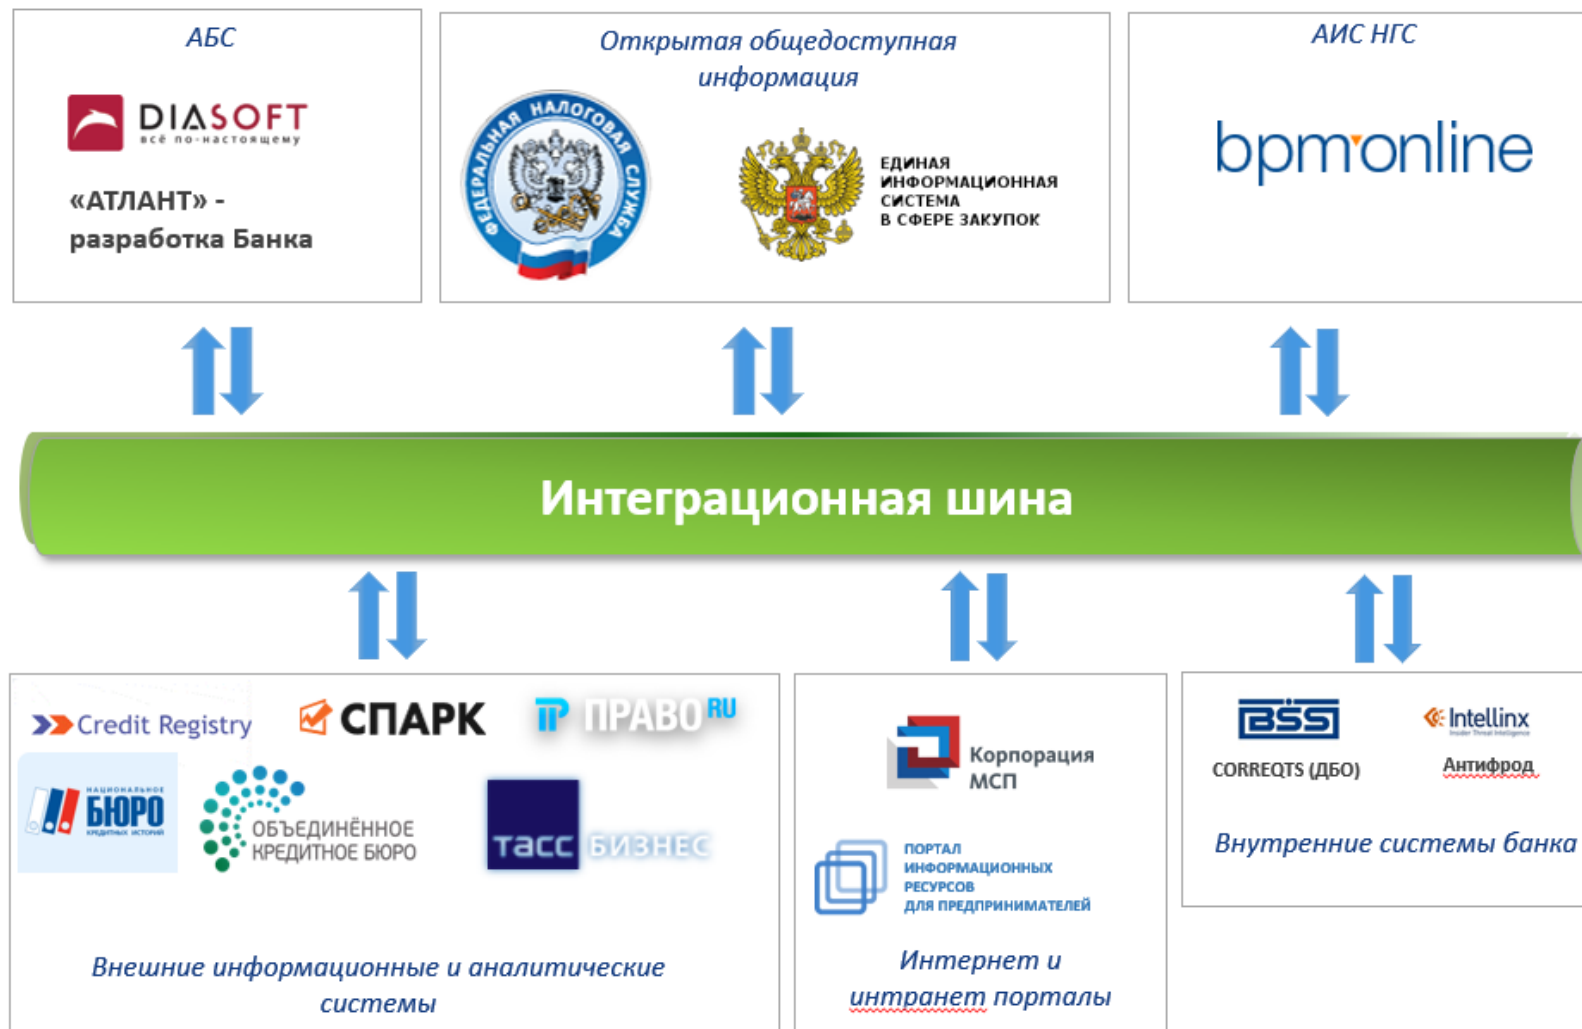 АБС
DIASOFT
всё по-настоящему
«АТЛАНТ» -
разработка Банка
Открытая общедоступная
информация
ФЕДЕРАЛЬНАЯ НАЛОГОВАЯ СЛУЖБА
ЕДИНАЯ
ИНФОРМАЦИОННАЯ
СИСТЕМА
В СФЕРЕ ЗАКУПОК
АИС НГС
bpm'online
Интеграционная шина
Credit Registry
СПАРК
ПРАВО RU
НАЦИОНАЛЬНОЕ
БЮРО
КРЕДИТНЫХ ИСТОРИЙ
ОБЪЕДИНЁННОЕ
КРЕДИТНОЕ БЮРО
ТАСС БИЗНЕС
Внешние информационные и аналитические
системы
Корпорация
МСП
ПОРТАЛ
ИНФОРМАЦИОННЫХ
РЕСУРСОВ
ДЛЯ ПРЕДПРИНИМАТЕЛЕЙ
Интернет и
интранет порталы
BSS
CORREQTS (ДБО)
Intellinx
Insider Threat Intelligence
Антифрод
Внутренние системы банка